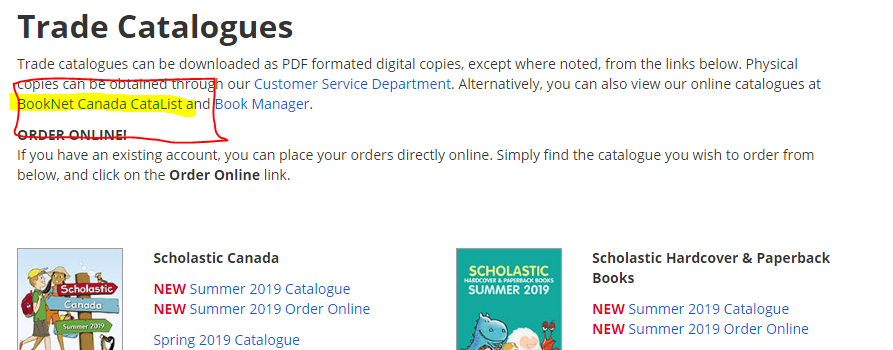 Trade Catalogues
Trade catalogues can be downloaded as PDF formated digital copies, except where noted, from the links below. Physical
copies can be obtained through our Customer Service Department. Alternatively, you can also view our online catalogues at
BookNet Canada CataList and Book Manager.
ORDER ONLINE!
If you have an existing account, you can place your orders directly online. Simply find the catalogue you wish to order from
below, and click on the Order Online link.
Scholastic
Canada
Summer 2019
Scholastic Canada
NEW Summer 2019 Catalogue
NEW Summer 2019 Order Online
Spring 2019 Catalogue
SCHOLASTIC
HARDCOVER & PAPERBACK BOOKS
SUMMER 2019
Scholastic Hardcover & Paperback
Books
NEW Summer 2019 Catalogue
NEW Summer 2019 Order Online